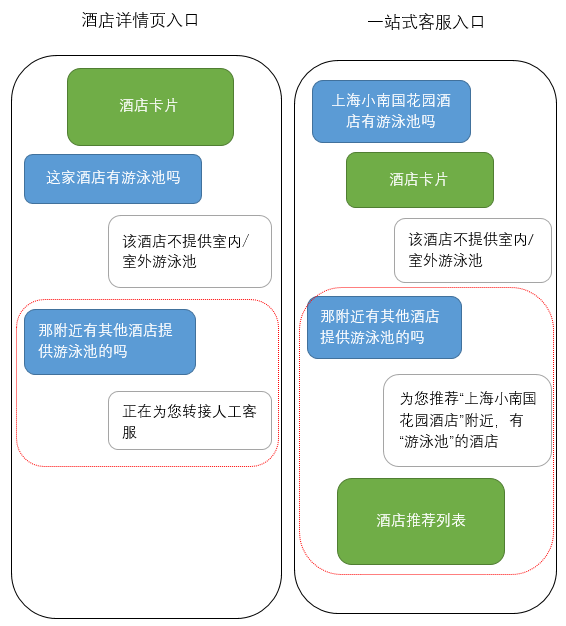 酒店详情页入口
酒店卡片
这家酒店有游泳池吗
该酒店不提供室内/
室外游泳池
那附近有其他酒店提
供游泳池的吗
正在为您转接人工客
服
一站式客服入口
上海小南国花园酒
店有游泳池吗
酒店卡片
该酒店不提供室内/
室外游泳池
那附近有其他酒店
提供游泳池的吗
为您推荐“上海小南国
花园酒店”附近，有
“游泳池”的酒店
酒店推荐列表